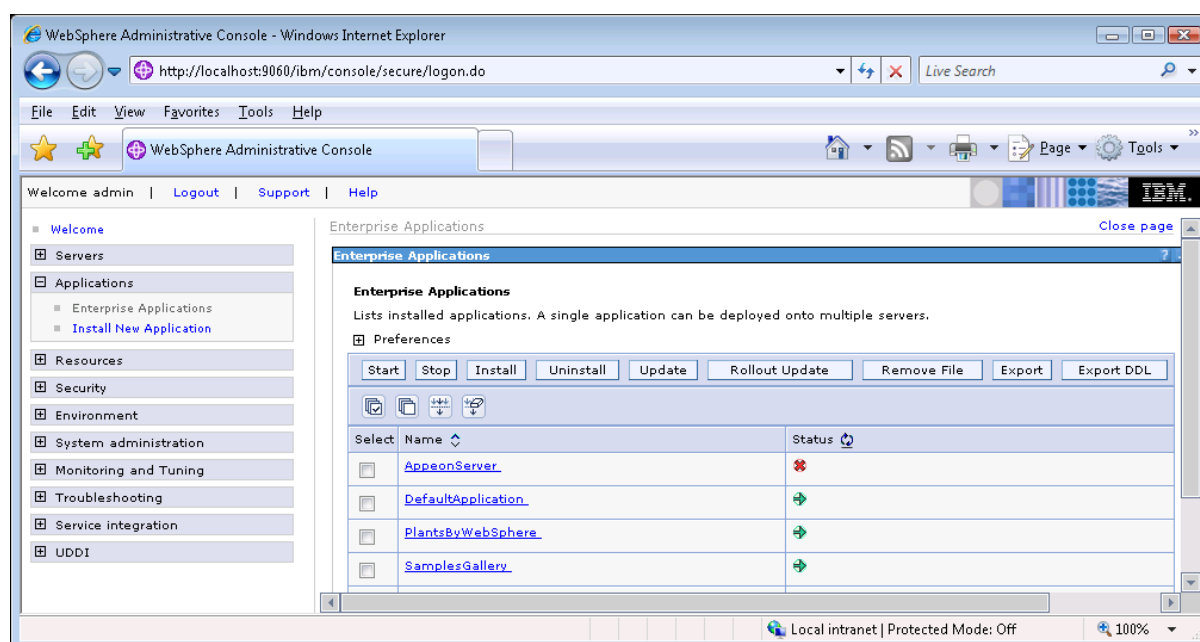 WebSphere Administrative Console - Windows Internet Explorer
http://localhost:9060/ibm/console/secure/logon.do
Live Search
File Edit View Favorites Tools Help
WebSphere Administrative Console
Page Tools
Welcome admin | Logout | Support | Help
IBM.
Welcome
Servers
Applications
Enterprise Applications
Install New Application
Resources
Security
Environment
System administration
Monitoring and Tuning
Troubleshooting
Service integration
UDDI
Enterprise Applications
Close page
Enterprise Applications ?
Enterprise Applications
Lists installed applications. A single application can be deployed onto multiple servers.
Preferences
Start Stop Install Uninstall Update Rollout Update Remove File Export Export DDL
Select Name Status
AppeonServer
DefaultApplication
PlantsByWebSphere
SamplesGallery
Local intranet | Protected Mode: Off
100%